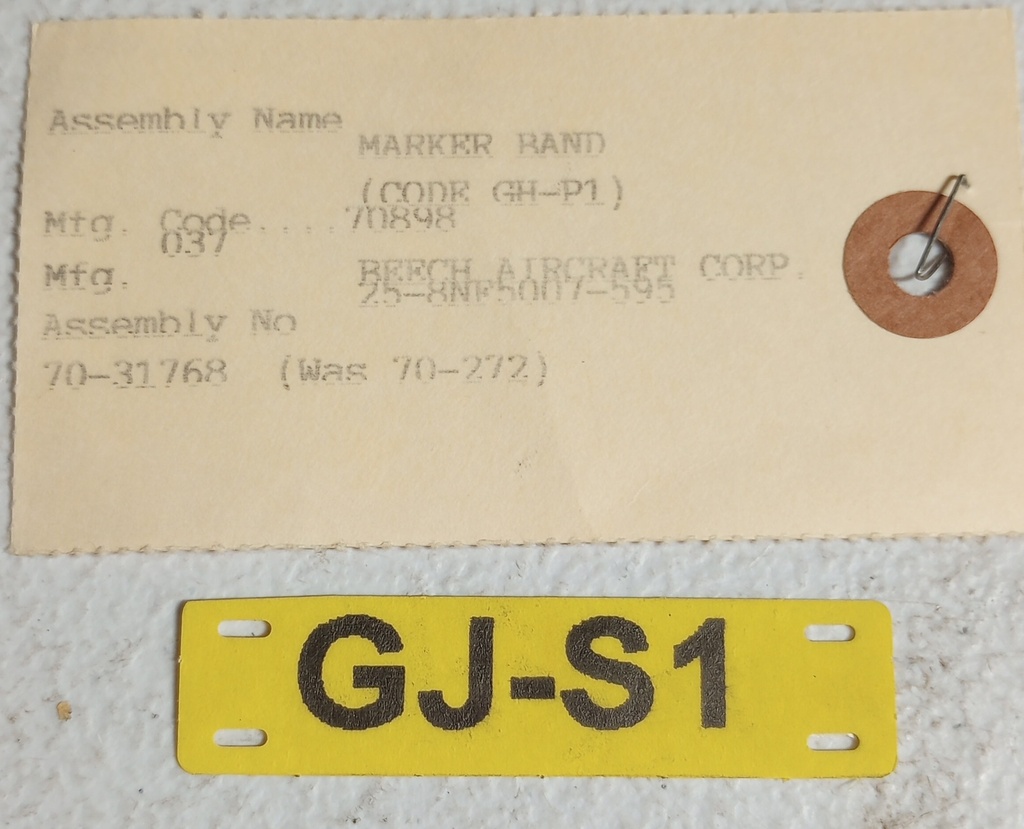 Assembly Name
MARKER BAND
(CODE GH-P1)
Mfg. Code....70898
037
Mfg. BEECH AIRCRAFT CORP.
25-8NF5007-595
Assembly No
70-31768 (Was 70-272)
GJ-S1